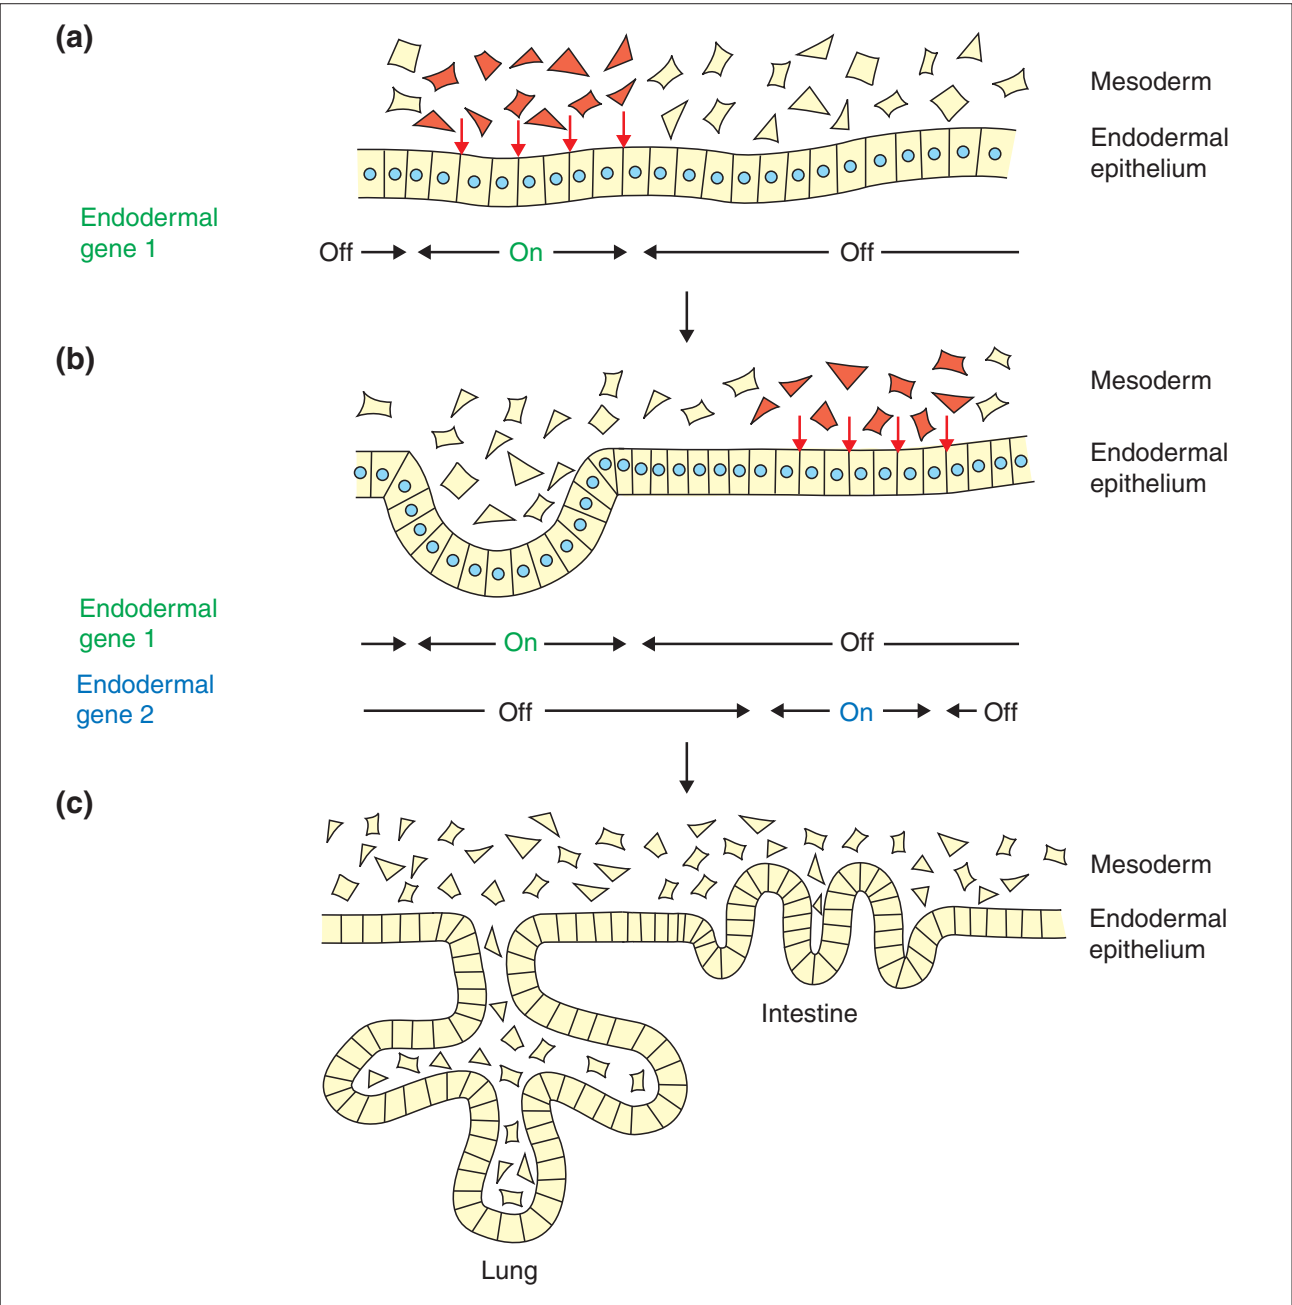 (a)
Mesoderm
Endodermal
epithelium
Endodermal
gene 1
Off On Off
(b)
Mesoderm
Endodermal
epithelium
Endodermal
gene 1
On Off
Endodermal
gene 2
Off On Off
(c)
Mesoderm
Endodermal
epithelium
Intestine
Lung